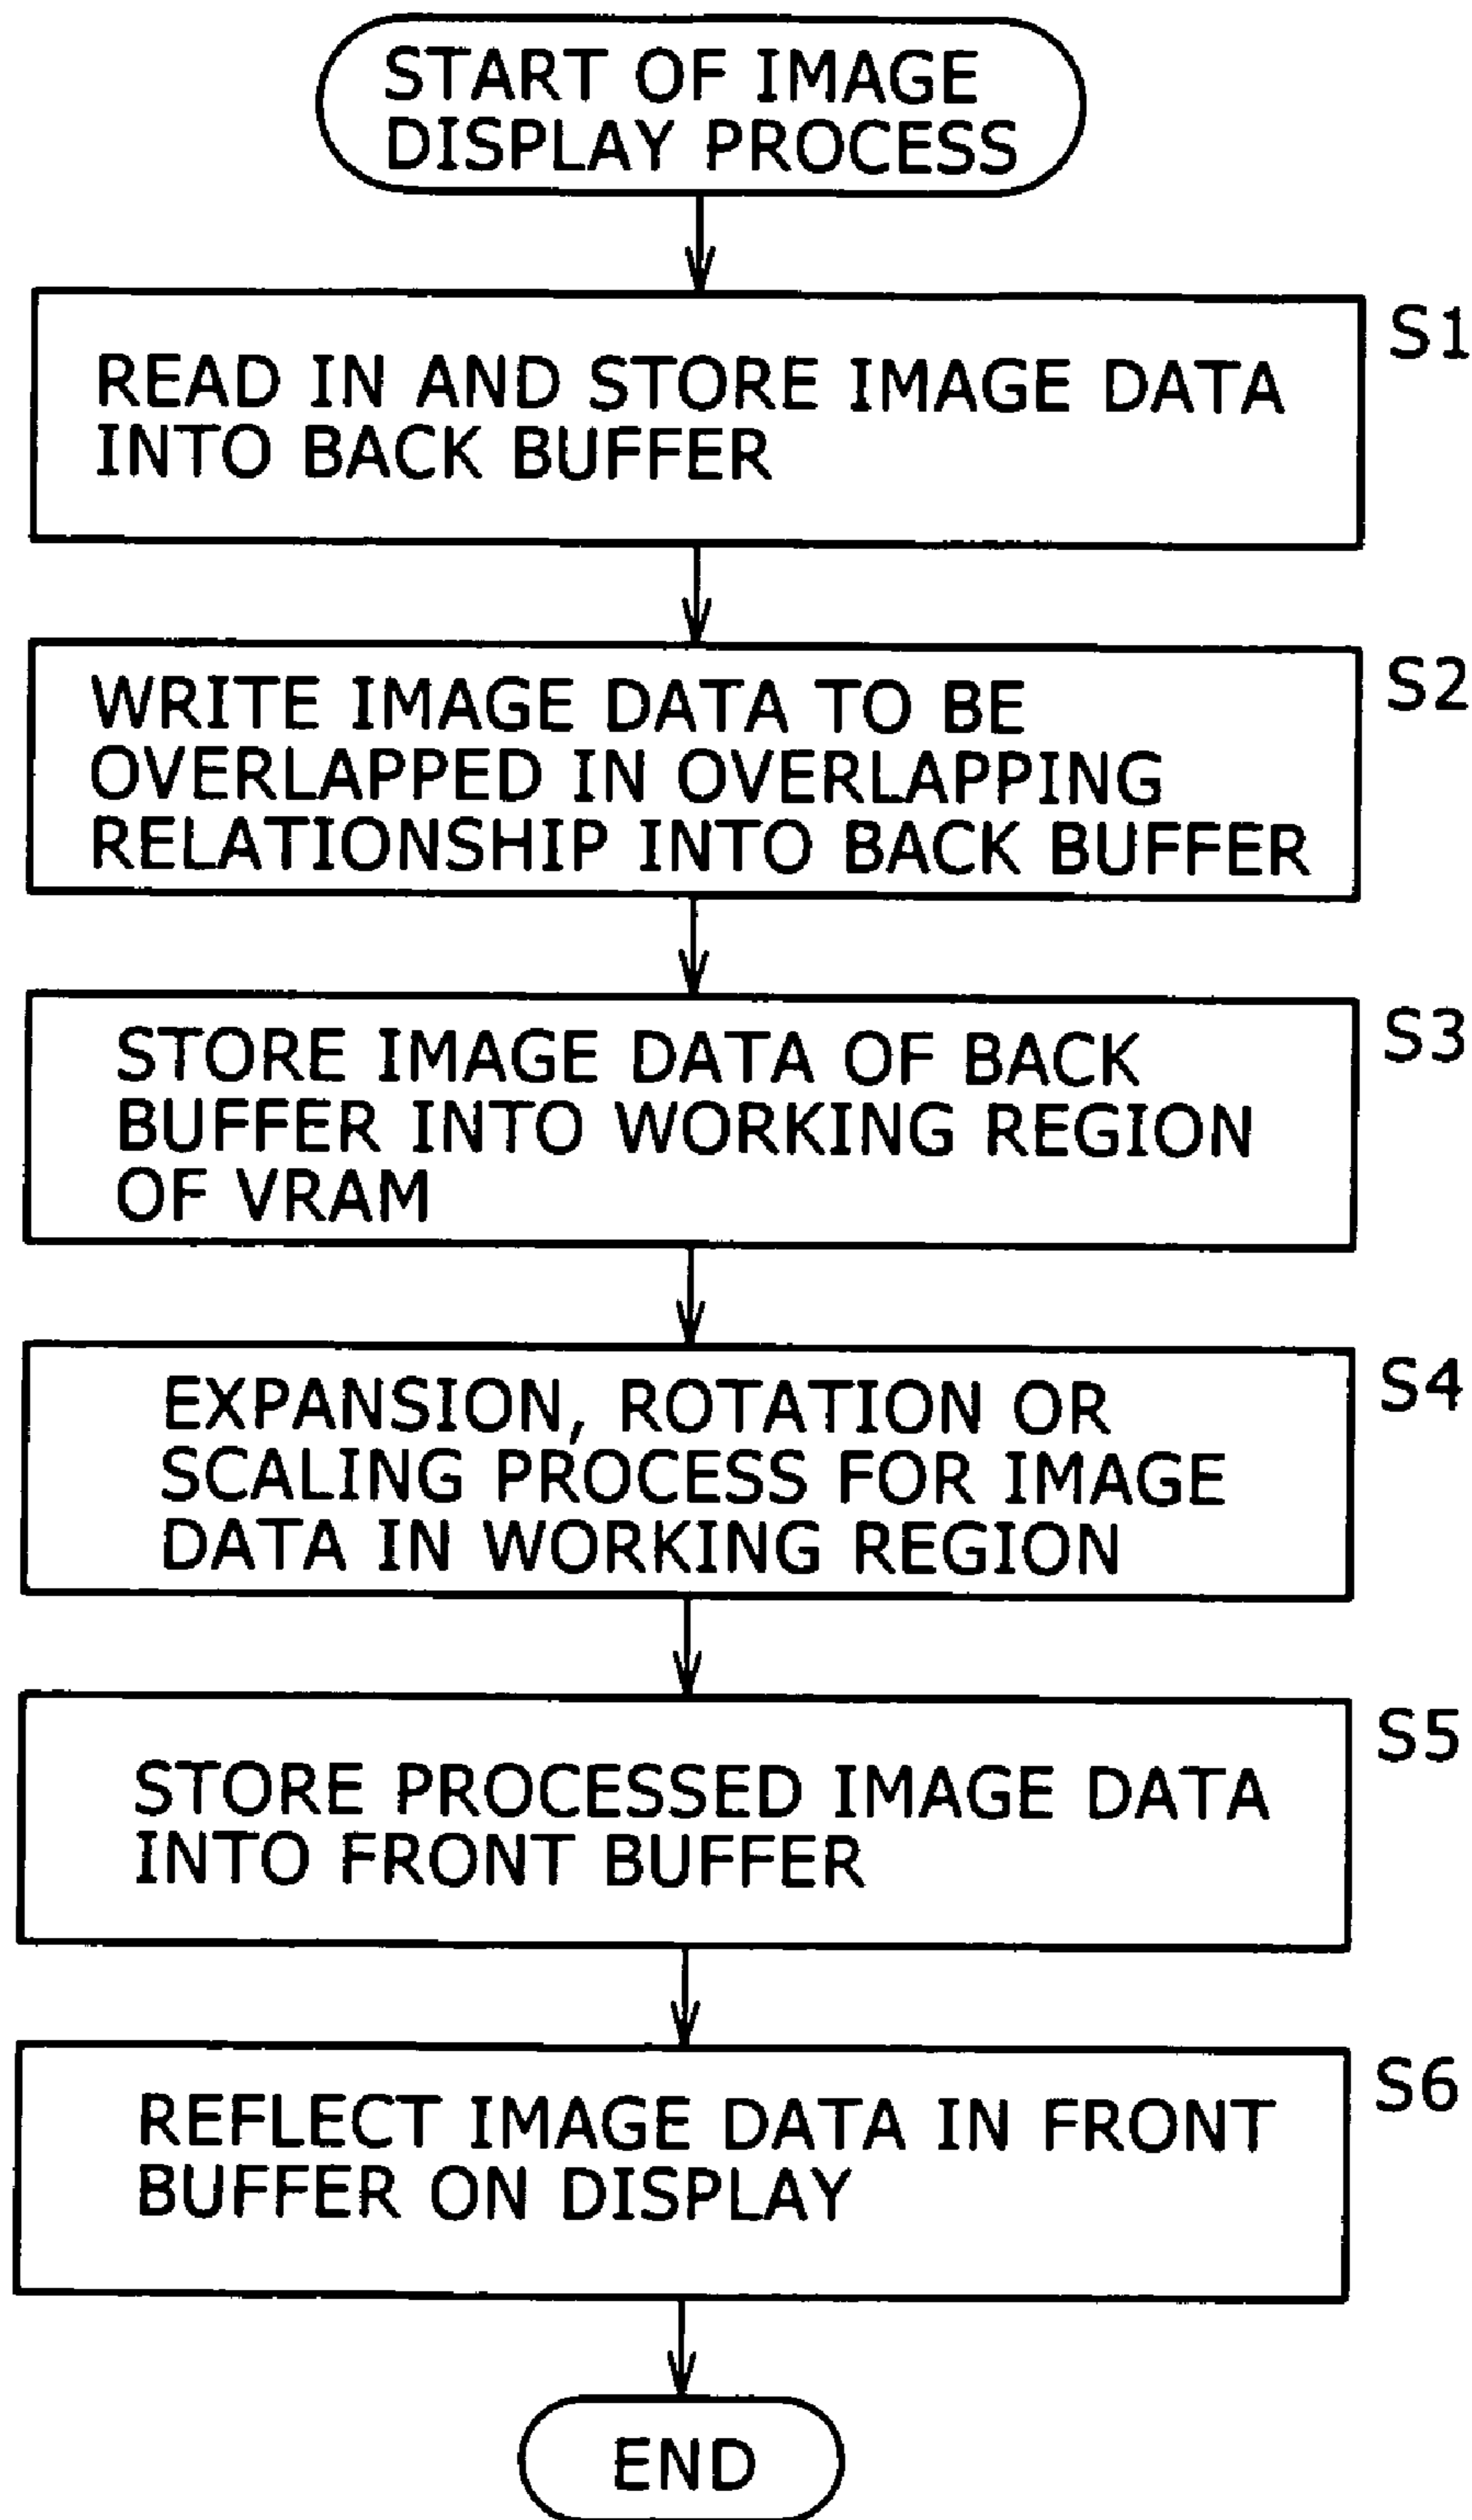 START OF IMAGE
DISPLAY PROCESS
S1
READ IN AND STORE IMAGE DATA
INTO BACK BUFFER
S2
WRITE IMAGE DATA TO BE
OVERLAPPED IN OVERLAPPING
RELATIONSHIP INTO BACK BUFFER
S3
STORE IMAGE DATA OF BACK
BUFFER INTO WORKING REGION
OF VRAM
S4
EXPANSION, ROTATION OR
SCALING PROCESS FOR IMAGE
DATA IN WORKING REGION
S5
STORE PROCESSED IMAGE DATA
INTO FRONT BUFFER
S6
REFLECT IMAGE DATA IN FRONT
BUFFER ON DISPLAY
END